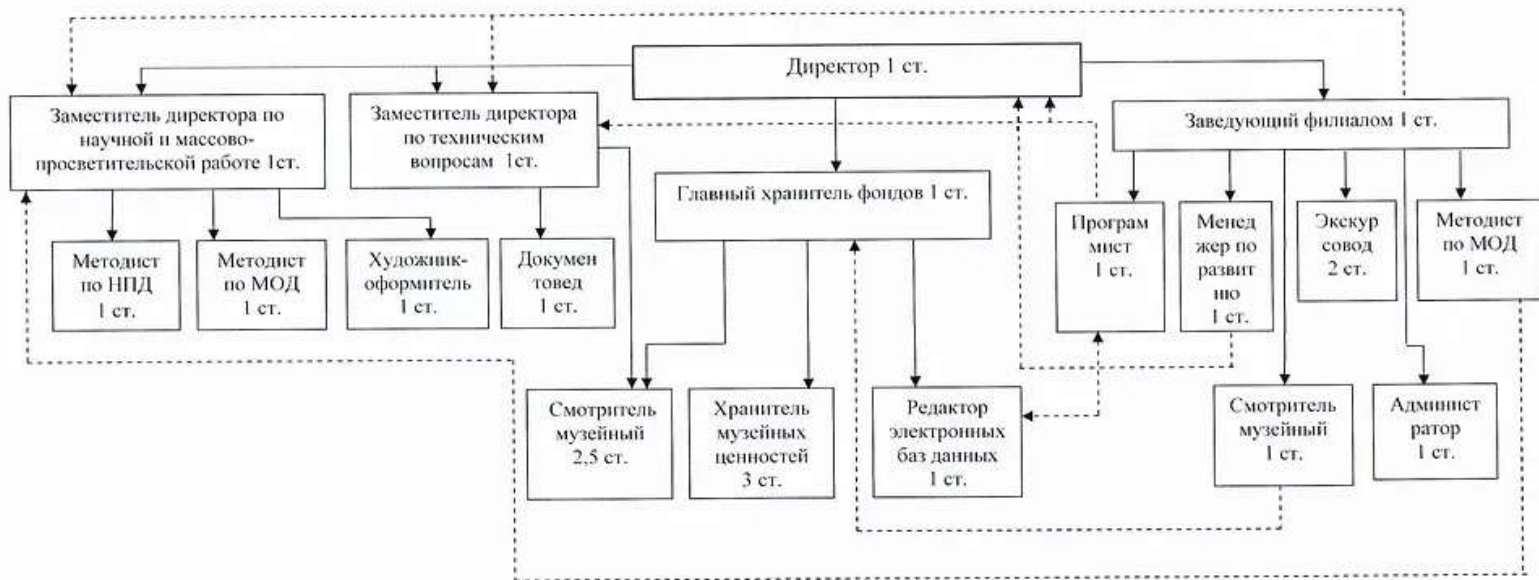 Директор 1 ст.
Заместитель директора по
научной и массово-
просветительской работе 1ст.
Заместитель директора
по техническим
вопросам 1ст.
Заведующий филиалом 1 ст.
Главный хранитель фондов 1 ст.
Методист
по НПД
1 ст.
Методист
по МОД
1 ст.
Художник-
оформитель
1 ст.
Докумен
товед
1 ст.
Програм
мист
1 ст.
Менед
жер по
развит
ию
1 ст.
Экскур
совод
2 ст.
Методист
по МОД
1 ст.
Смотритель
музейный
2,5 ст.
Хранитель
музейных
ценностей
3 ст.
Редактор
электронных
баз данных
1 ст.
Смотритель
музейный
1 ст.
Админист
ратор
1 ст.